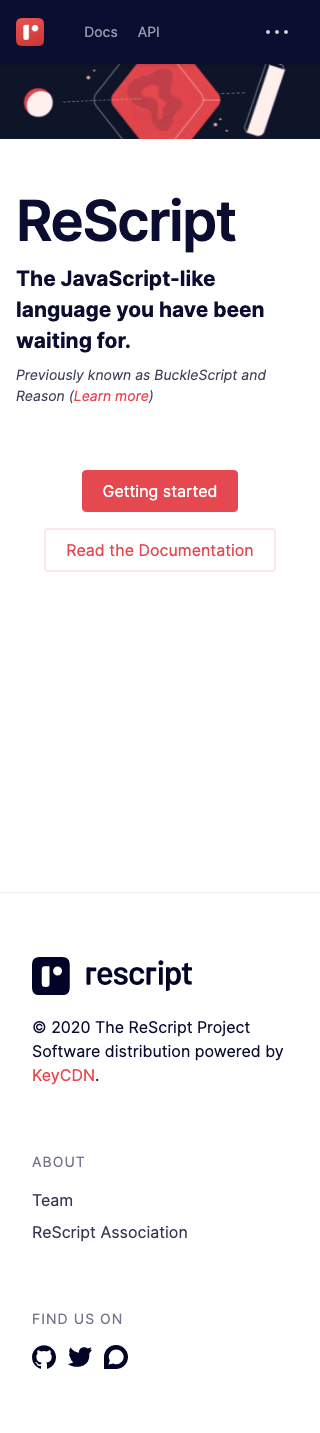 Docs API
ReScript
The JavaScript-like
language you have been
waiting for.
Previously known as BuckleScript and
Reason (Learn more)
Getting started
Read the Documentation
rescript
© 2020 The ReScript Project
Software distribution powered by
KeyCDN.
ABOUT
Team
ReScript Association
FIND US ON